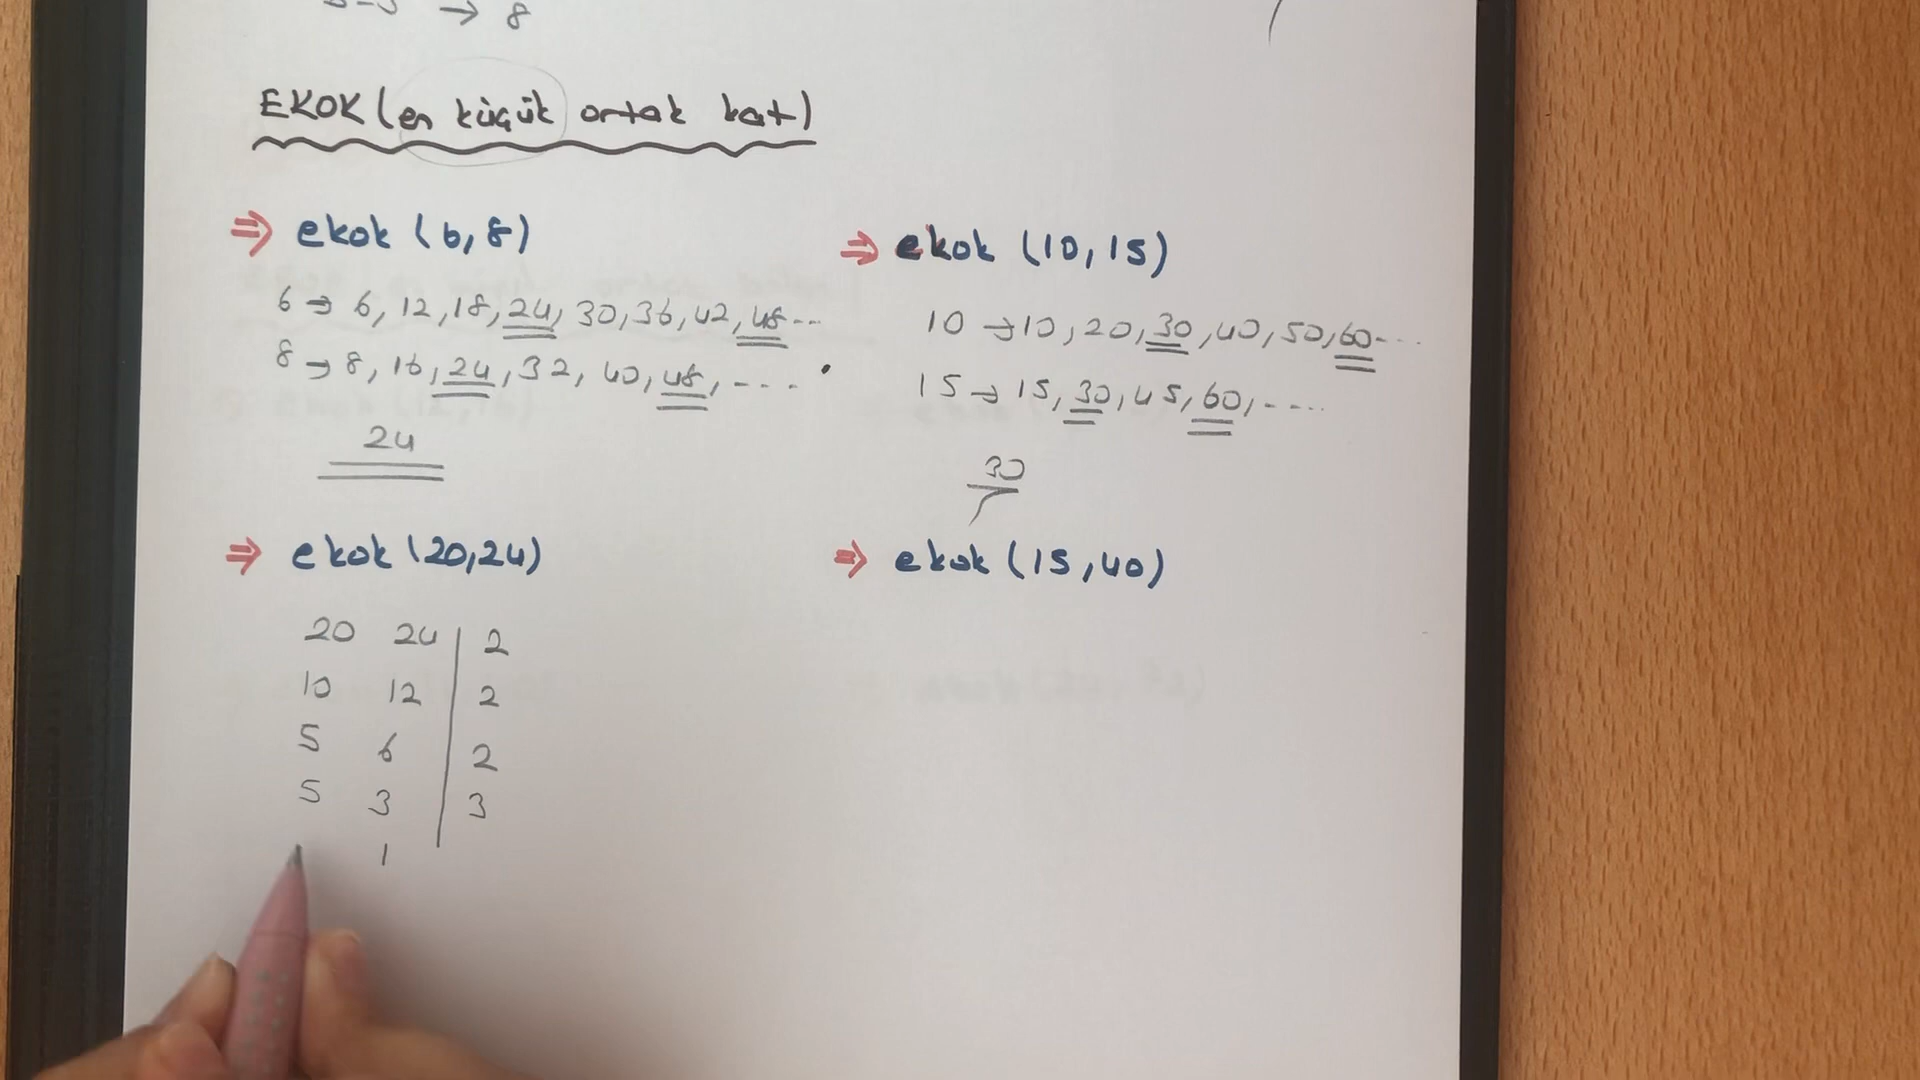 → 8
EKOK (en küçük ortak kat)
⇒ ekok (6,8)
6 → 6, 12, 18, 24, 30, 36, 42, 48...
8 → 8, 16, 24, 32, 40, 48, ....
24
⇒ ekok (10,15)
10 → 10, 20, 30, 40, 50, 60....
15 → 15, 30, 45, 60, ....
30
⇒ ekok (20,24)
20 24 | 2
10 12 | 2
5 6 | 2
5 3 | 3
1
⇒ ekok (15,40)